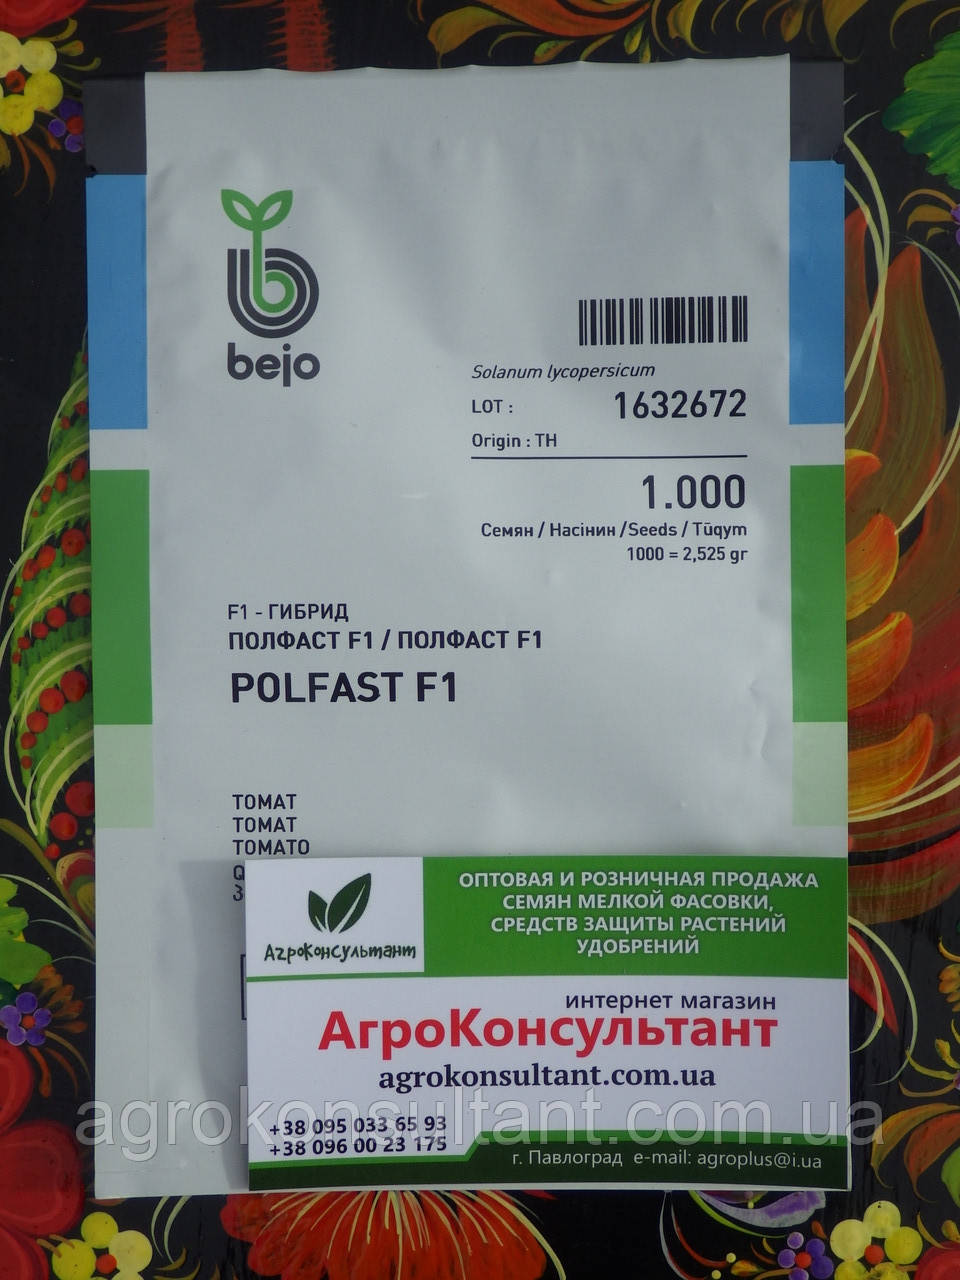 bejo
Solanum lycopersicum
LOT : 1632672
Origin : TH
1.000
Семян / Насінин /Seeds / Tūqym
1000 = 2,525 gr
F1 - ГИБРИД
ПОЛФАСТ F1 / ПОЛФАСТ F1
POLFAST F1
ТОМАТ
ТОМАТ
TOMATO
АгроКонсультант
ОПТОВАЯ И РОЗНИЧНАЯ ПРОДАЖА
СЕМЯН МЕЛКОЙ ФАСОВКИ,
СРЕДСТВ ЗАЩИТЫ РАСТЕНИЙ
УДОБРЕНИЙ
интернет магазин
АгроКонсультант
agrokonsultant.com.ua
agrokonsultant.com.ua
+38 095 033 65 93
+38 096 00 23 175
г. Павлоград e-mail: agroplus@i.ua